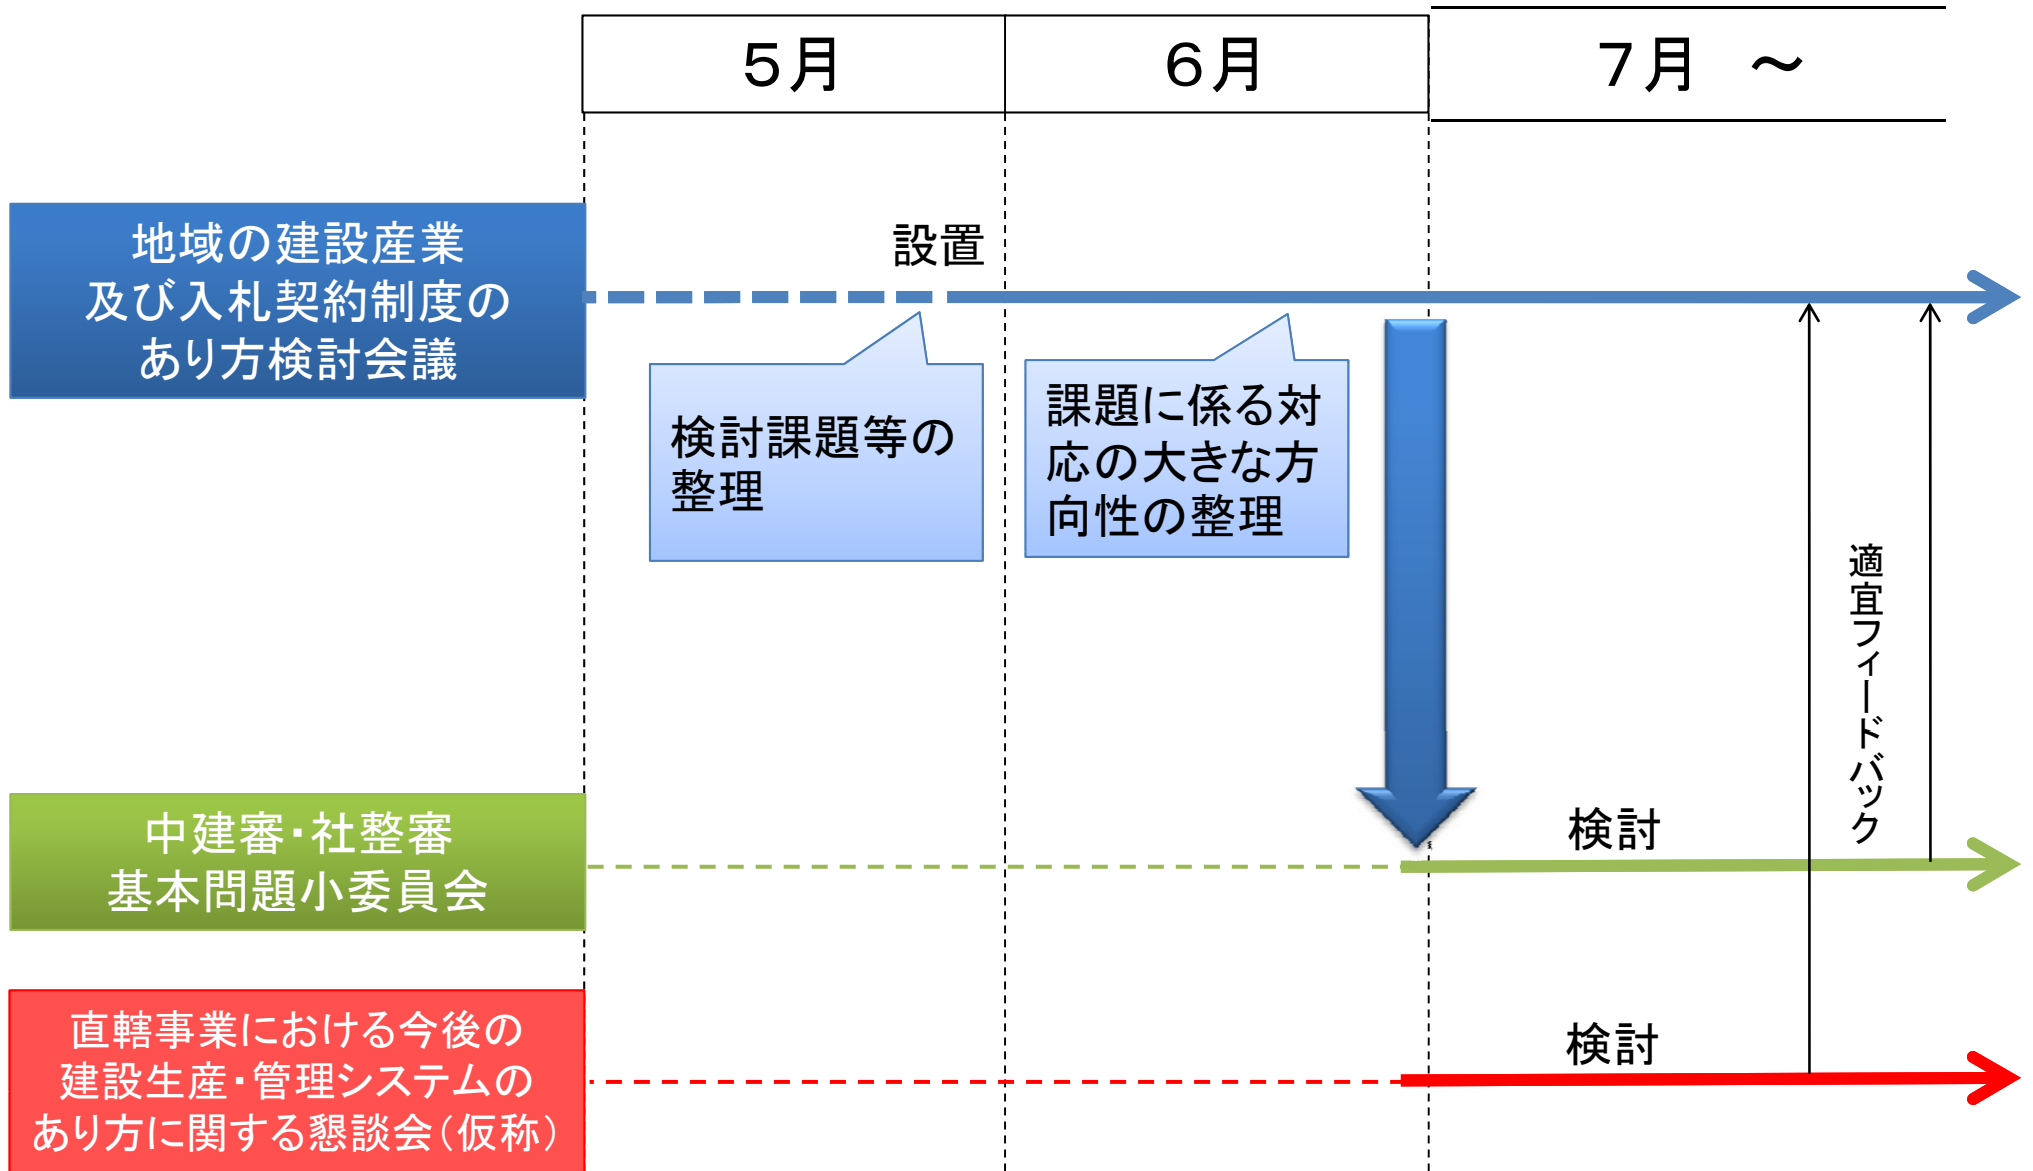 ５月
６月
７月　～
地域の建設産業
及び入札契約制度の
あり方検討会議
設置
検討課題等の
整理
課題に係る対
応の大きな方
向性の整理
適宜フィードバック
中建審・社整審
基本問題小委員会
検討
直轄事業における今後の
建設生産・管理システムの
あり方に関する懇談会（仮称）
検討